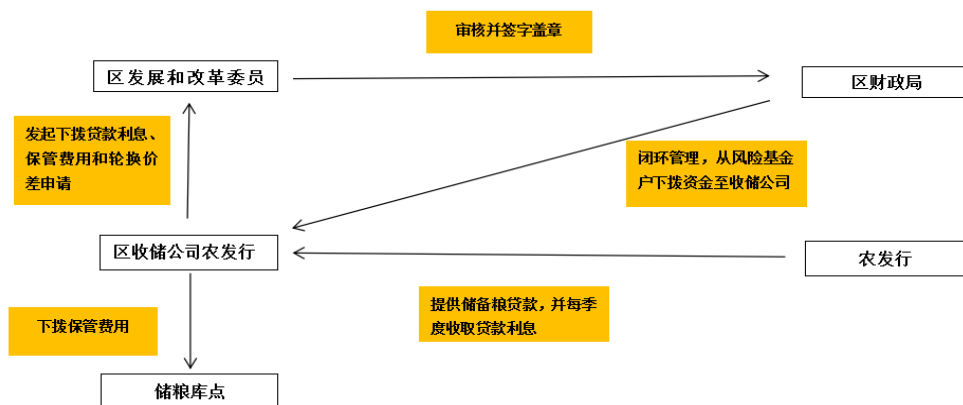 审核并签字盖章
区发展和改革委员
区财政局
发起下拨贷款利息、
保管费用和轮换价
差申请
闭环管理，从风险基金
户下拨资金至收储公司
区收储公司农发行
农发行
提供储备粮贷款，并每季
度收取贷款利息
下拨保管费用
储粮库点